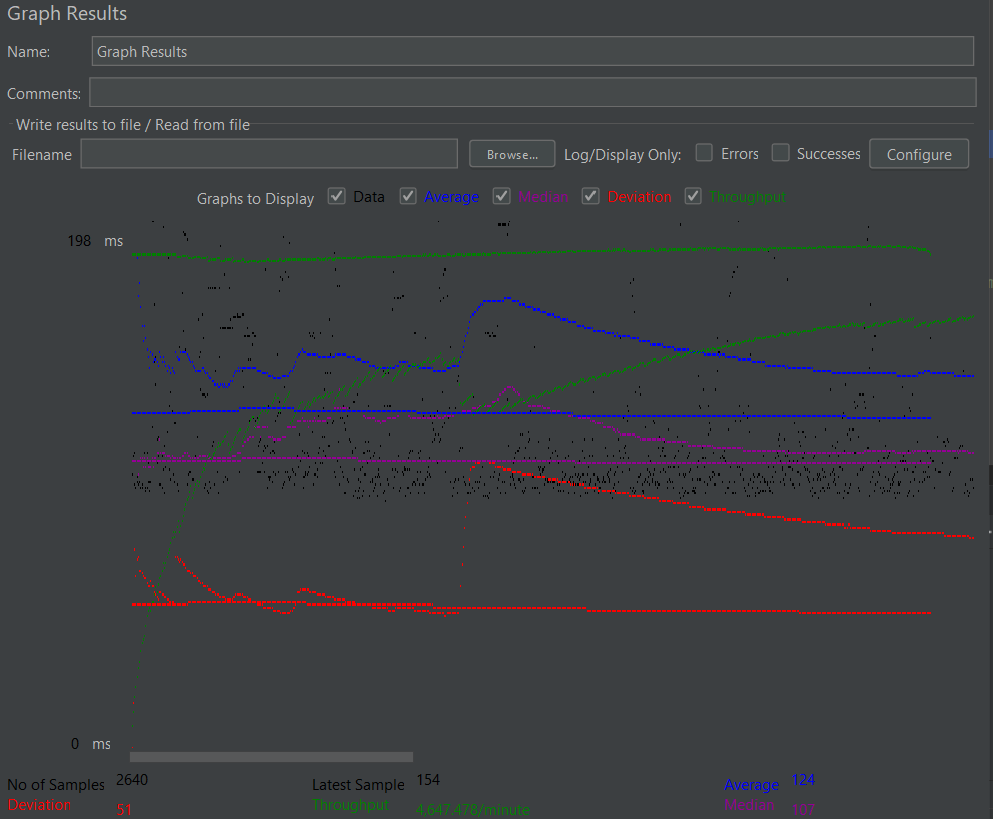 Graph Results
Name: Graph Results
Comments:
Write results to file / Read from file
Filename Browse... Log/Display Only: Errors Successes Configure
Graphs to Display Data Average Median Deviation Throughput
198 ms
0 ms
No of Samples 2640 Latest Sample 154 Average 124
Deviation 51 Throughput 4,647.478/minute Median 107